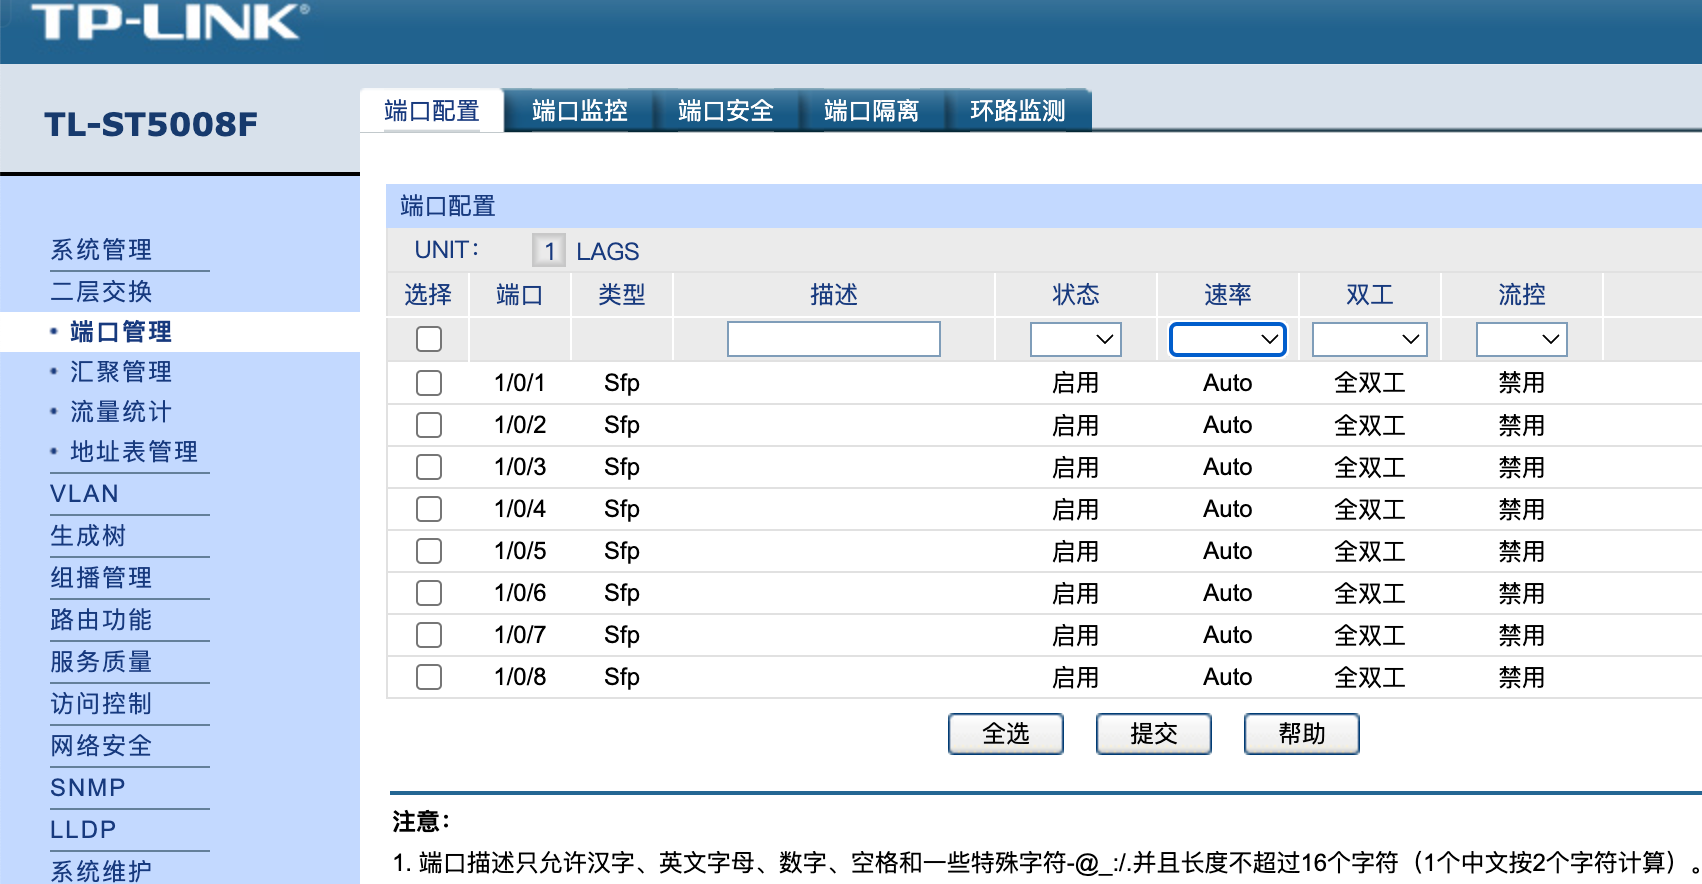 TP-LINK®
TL-ST5008F
端口配置 端口监控 端口安全 端口隔离 环路监测
系统管理
二层交换
• 端口管理
• 汇聚管理
• 流量统计
• 地址表管理
VLAN
生成树
组播管理
路由功能
服务质量
访问控制
网络安全
SNMP
LLDP
系统维护
端口配置
UNIT: 1 LAGS
选择 端口 类型 描述 状态 速率 双工 流控
1/0/1 Sfp 启用 Auto 全双工 禁用
1/0/2 Sfp 启用 Auto 全双工 禁用
1/0/3 Sfp 启用 Auto 全双工 禁用
1/0/4 Sfp 启用 Auto 全双工 禁用
1/0/5 Sfp 启用 Auto 全双工 禁用
1/0/6 Sfp 启用 Auto 全双工 禁用
1/0/7 Sfp 启用 Auto 全双工 禁用
1/0/8 Sfp 启用 Auto 全双工 禁用
全选 提交 帮助
注意：
1. 端口描述只允许汉字、英文字母、数字、空格和一些特殊字符-@_:/.并且长度不超过16个字符（1个中文按2个字符计算）。